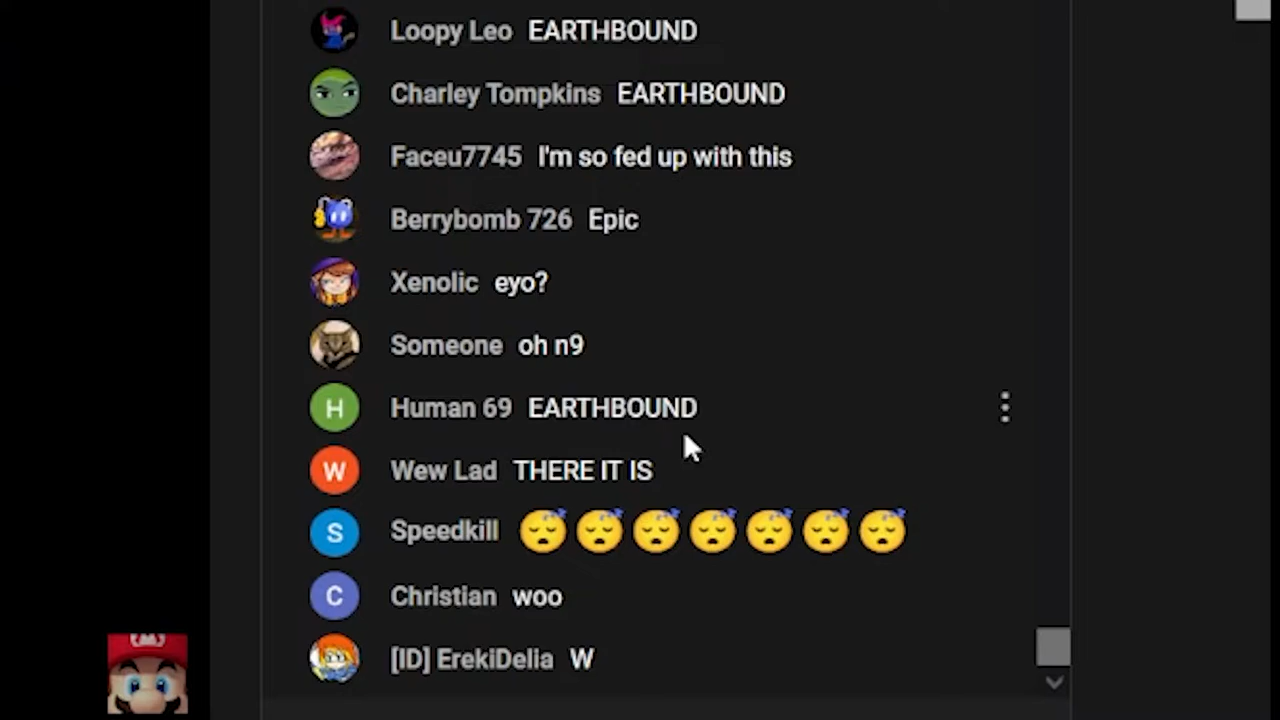 Loopy Leo EARTHBOUND
Charley Tompkins EARTHBOUND
Faceu7745 I'm so fed up with this
Berrybomb 726 Epic
Xenolic eyo?
Someone oh n9
H Human 69 EARTHBOUND
W Wew Lad THERE IT IS
S Speedkill 😴😴😴😴😴😴😴
C Christian woo
[ID] ErekiDelia W
M